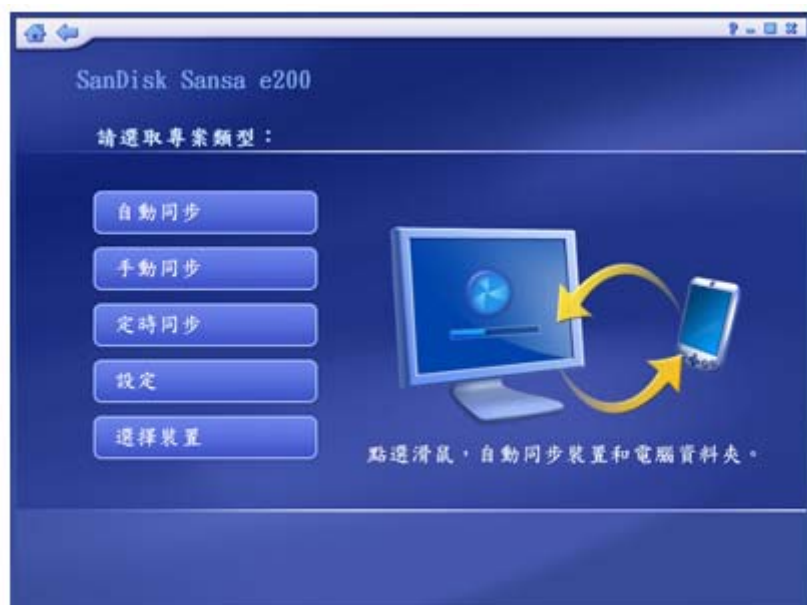 SanDisk Sansa e200
請選取專案類型：
自動同步
手動同步
定時同步
設定
選擇裝置
點選滑鼠，自動同步裝置和電腦資料夾。